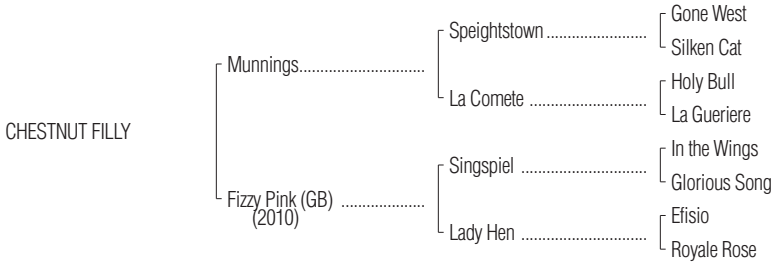 Gone West
Speightstown
Silken Cat
Munnings
Holy Bull
La Comete
La Gueriere
CHESTNUT FILLY
In the Wings
Singspiel
Glorious Song
Fizzy Pink (GB)
(2010)
Efisio
Lady Hen
Royale Rose